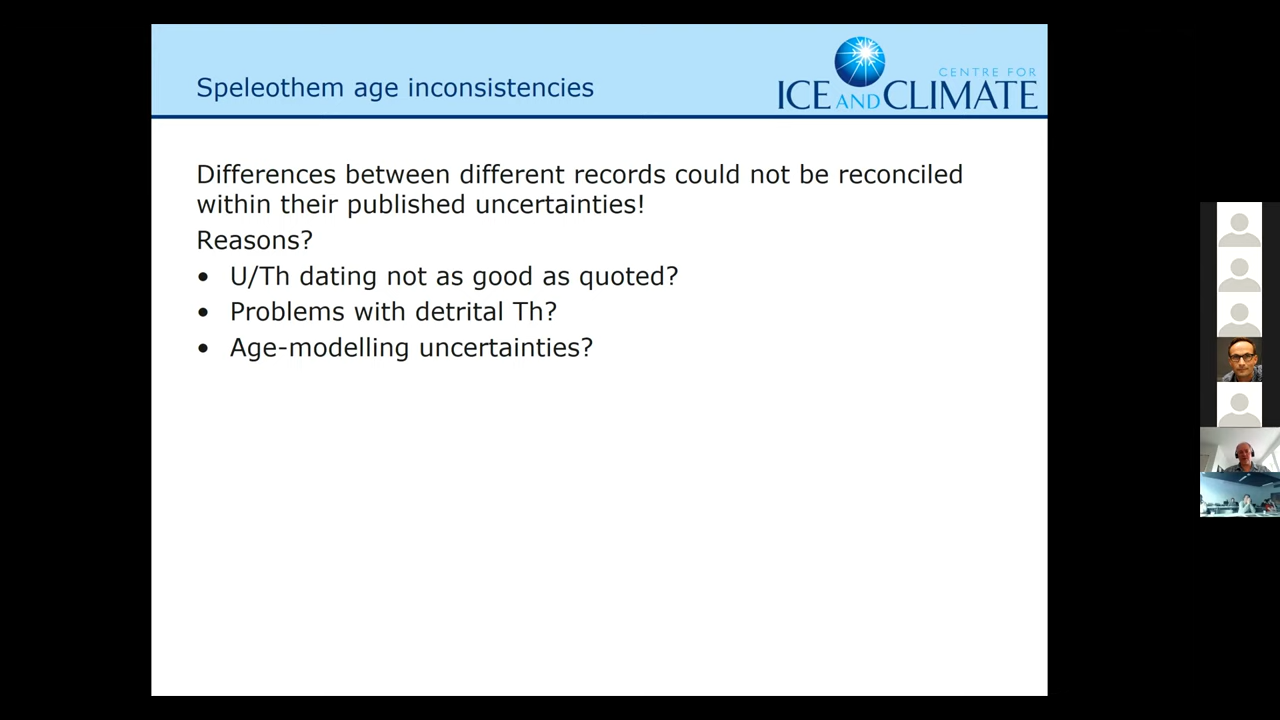 Speleothem age inconsistencies
CENTRE FOR
ICE AND CLIMATE
Differences between different records could not be reconciled
within their published uncertainties!
Reasons?
• U/Th dating not as good as quoted?
• Problems with detrital Th?
• Age-modelling uncertainties?